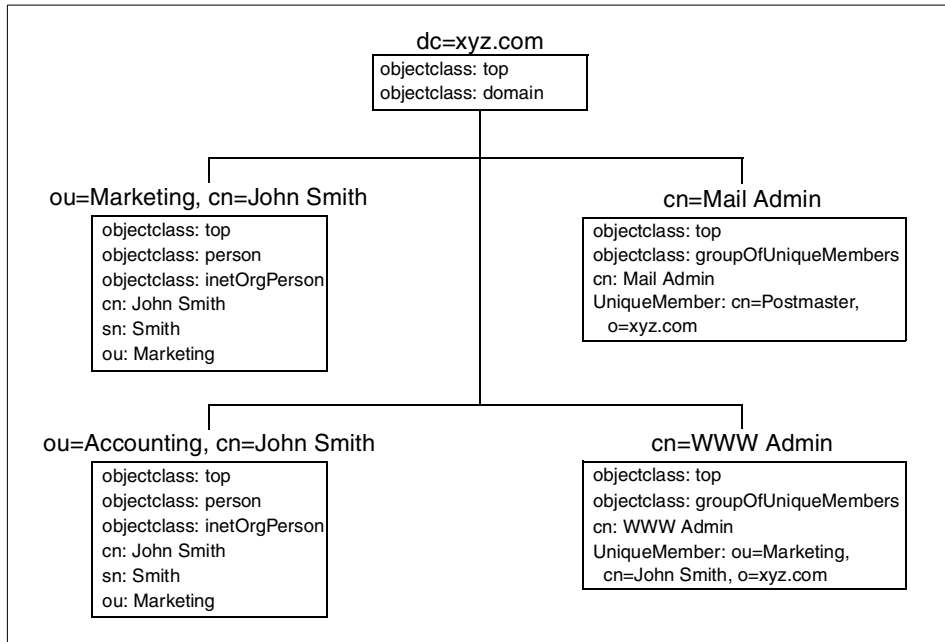 dc=xyz.com
objectclass: top
objectclass: domain
ou=Marketing, cn=John Smith
objectclass: top
objectclass: person
objectclass: inetOrgPerson
cn: John Smith
sn: Smith
ou: Marketing
cn=Mail Admin
objectclass: top
objectclass: groupOfUniqueMembers
cn: Mail Admin
UniqueMember: cn=Postmaster,
o=xyz.com
ou=Accounting, cn=John Smith
objectclass: top
objectclass: person
objectclass: inetOrgPerson
cn: John Smith
sn: Smith
ou: Marketing
cn=WWW Admin
objectclass: top
objectclass: groupOfUniqueMembers
cn: WWW Admin
UniqueMember: ou=Marketing,
cn=John Smith, o=xyz.com